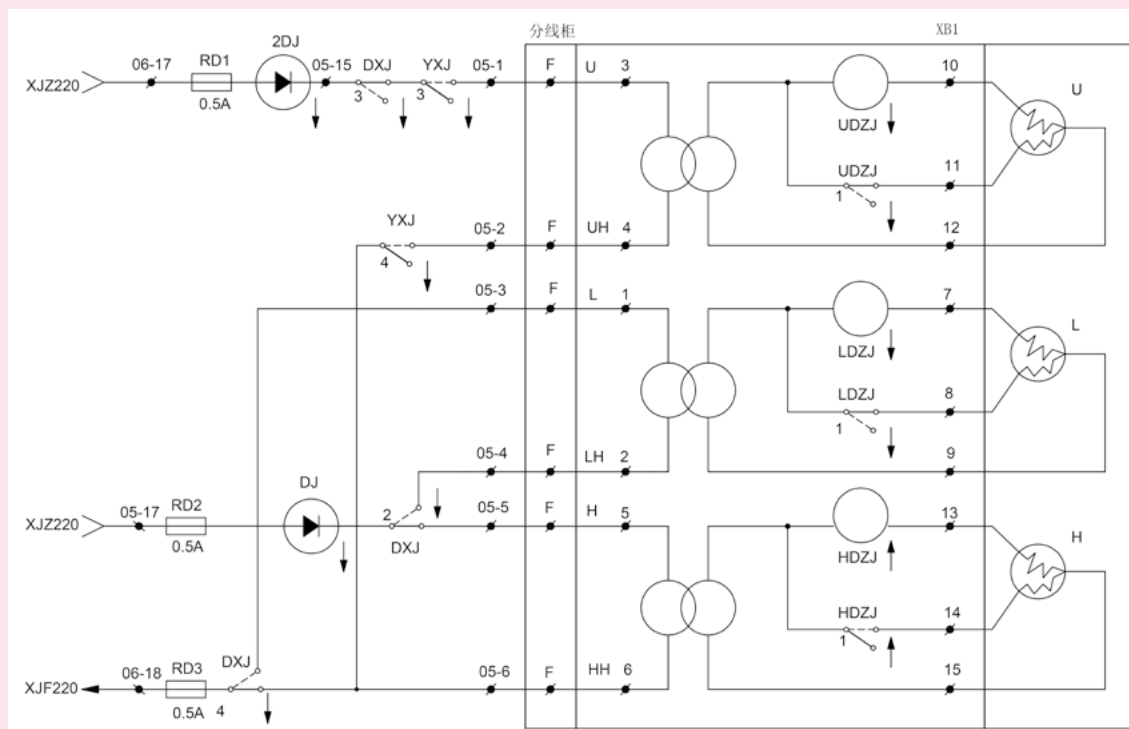 分线柜 XB1
2DJ
06-17 RD1 05-15 DXJ YXJ 05-1 F U 3 10 U
XJZ220
0.5A 3 3
UDZJ
UDZJ 11
1
YXJ 05-2 F UH 4 12
4
05-3 F L 1 7 L
LDZJ
LDZJ 8
1
05-4 F LH 2 9
DJ
05-17 RD2 2 05-5 F H 5 13 H
XJZ220
0.5A DXJ HDZJ
HDZJ 14
1
06-18 RD3 DXJ 05-6 F HH 6 15
XJF220
0.5A 4